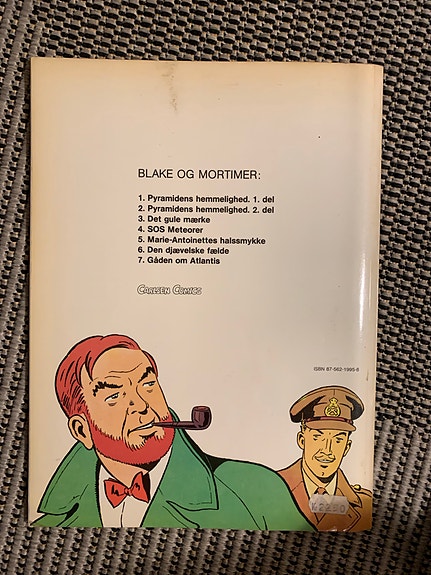 BLAKE OG MORTIMER:
1. Pyramidens hemmelighed. 1. del
2. Pyramidens hemmelighed. 2. del
3. Det gule mærke
4. SOS Meteorer
5. Marie-Antoinettes halssmykke
6. Den djævelske fælde
7. Gåden om Atlantis
CARLSEN COMICS
ISBN 87-562-1995-6